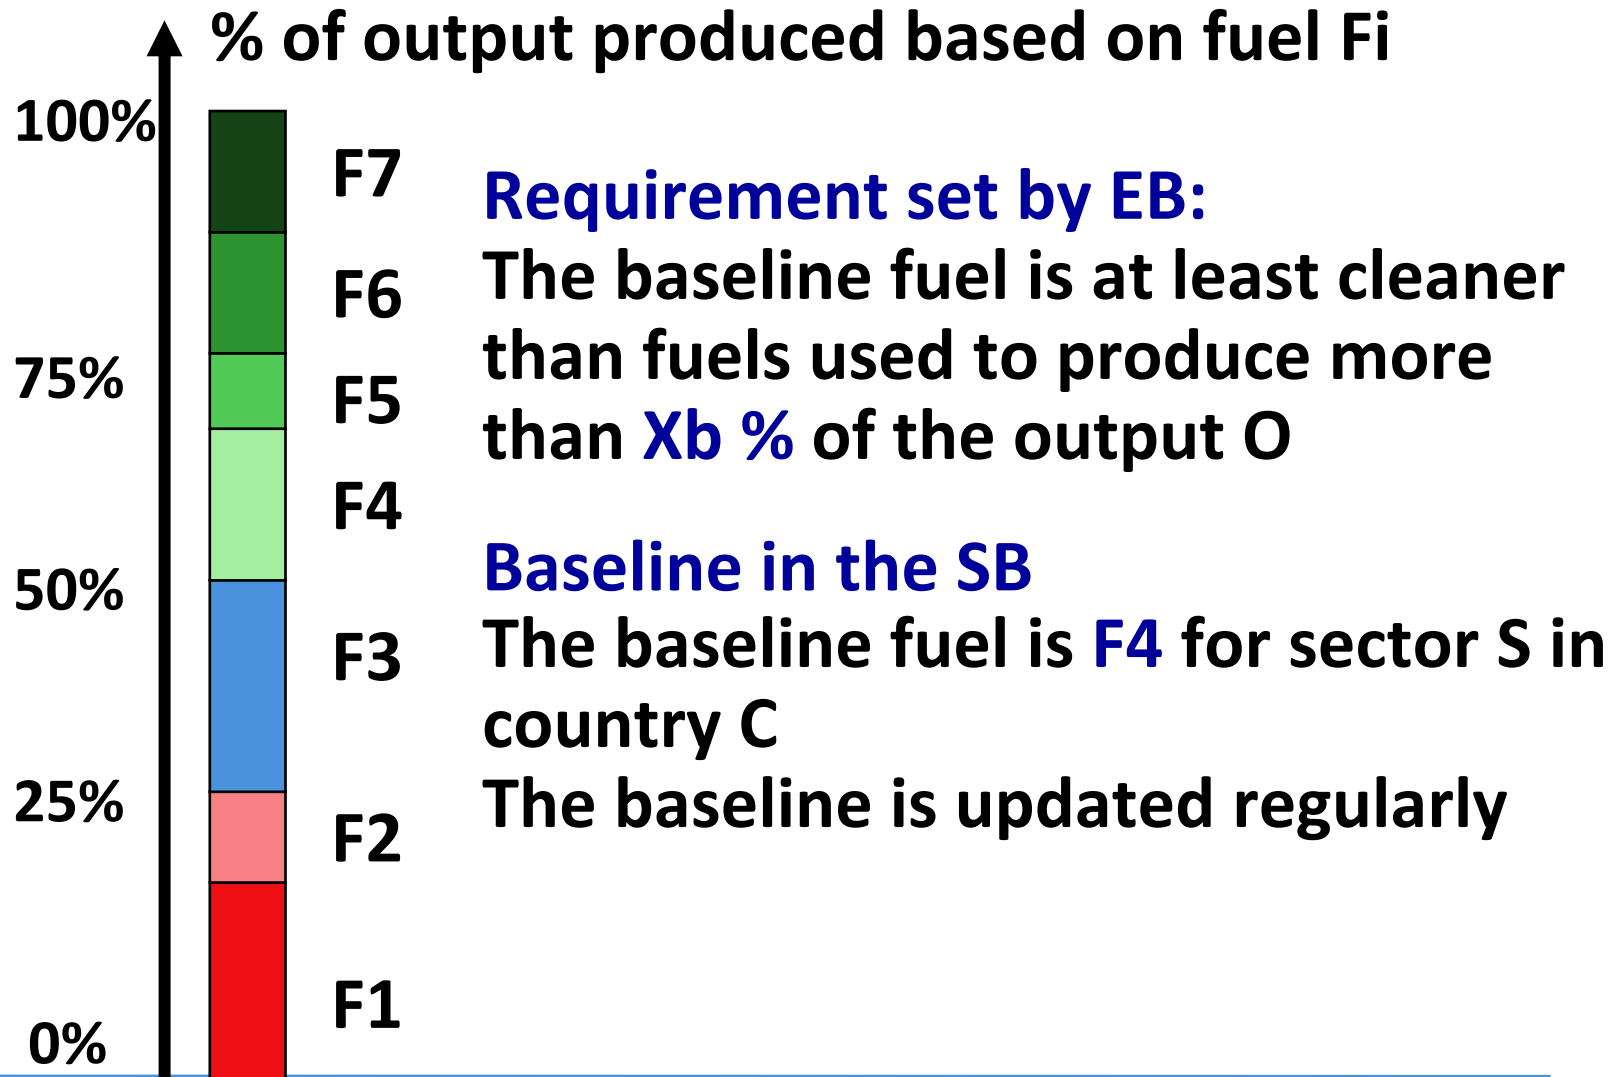 % of output produced based on fuel Fi
100%
F7
Requirement set by EB:
The baseline fuel is at least cleaner
than fuels used to produce more
than Xb % of the output O
F6
75%
F5
F4
Baseline in the SB
The baseline fuel is F4 for sector S in
country C
The baseline is updated regularly
50%
F3
25%
F2
F1
0%